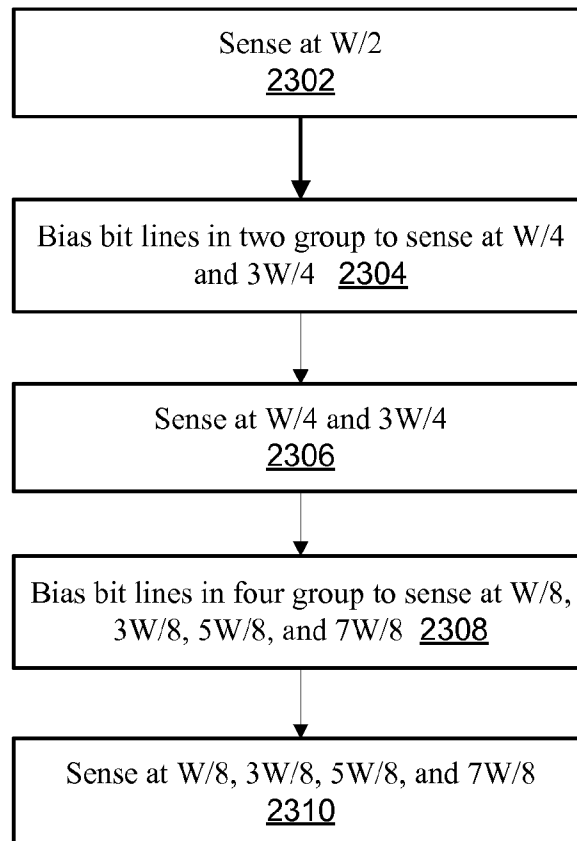 Sense at W/2
2302
Bias bit lines in two group to sense at W/4
and 3W/4 2304
Sense at W/4 and 3W/4
2306
Bias bit lines in four group to sense at W/8,
3W/8, 5W/8, and 7W/8 2308
Sense at W/8, 3W/8, 5W/8, and 7W/8
2310